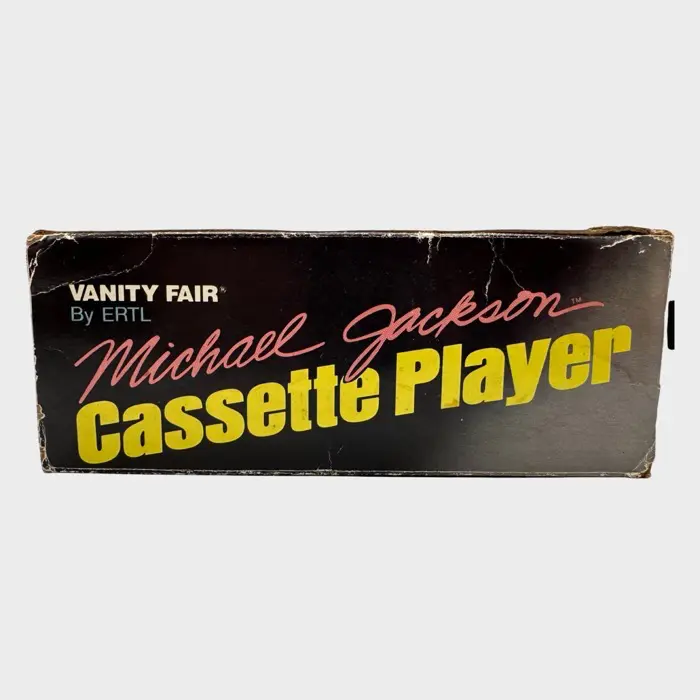 VANITY FAIR®
By ERTL
Michael Jackson™
Cassette Player